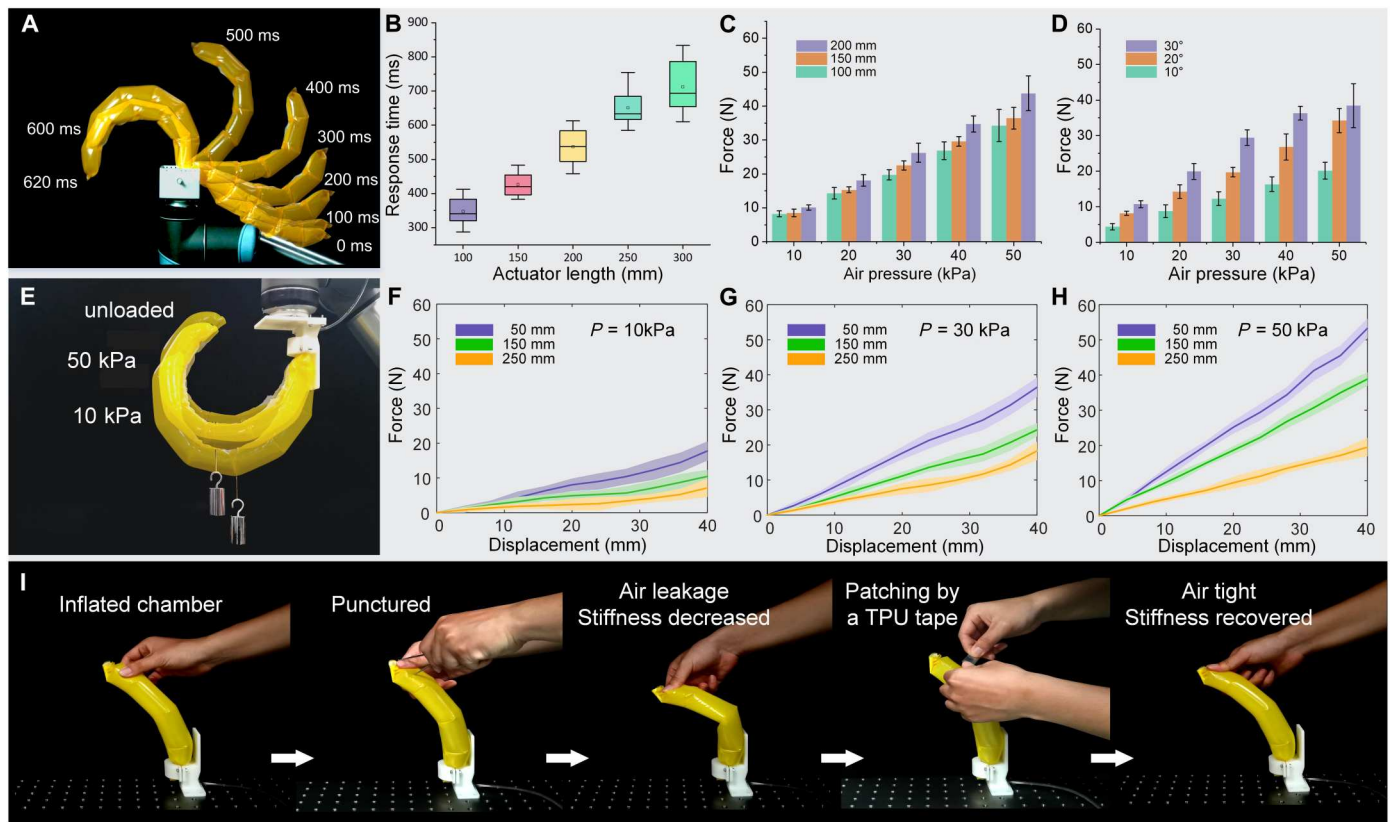 A
500 ms
400 ms
300 ms
200 ms
100 ms
0 ms
600 ms
620 ms
B
Response time (ms)
900
800
700
600
500
400
300
100 150 200 250 300
Actuator length (mm)
C
Force (N)
60
50
40
30
20
10
0
200 mm
150 mm
100 mm
10 20 30 40 50
Air pressure (kPa)
D
Force (N)
60
50
40
30
20
10
0
30°
20°
10°
10 20 30 40 50
Air pressure (kPa)
E
unloaded
50 kPa
10 kPa
F
Force (N)
60
50
40
30
20
10
0
50 mm
150 mm
250 mm
P = 10kPa
0 10 20 30 40
Displacement (mm)
G
Force (N)
60
50
40
30
20
10
0
50 mm
150 mm
250 mm
P = 30 kPa
0 10 20 30 40
Displacement (mm)
H
Force (N)
60
50
40
30
20
10
0
50 mm
150 mm
250 mm
P = 50 kPa
0 10 20 30 40
Displacement (mm)
I
Inflated chamber
Punctured
Air leakage
Stiffness decreased
Patching by
a TPU tape
Air tight
Stiffness recovered